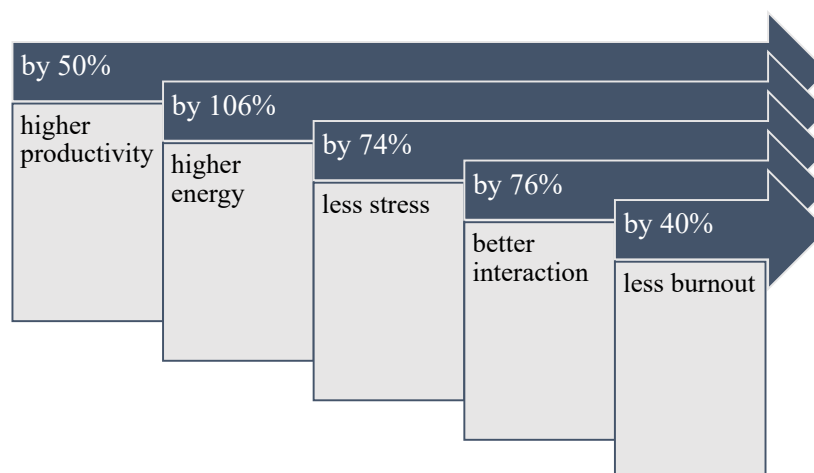 by 50%
higher
productivity
by 106%
higher
energy
by 74%
less stress
by 76%
better
interaction
by 40%
less burnout